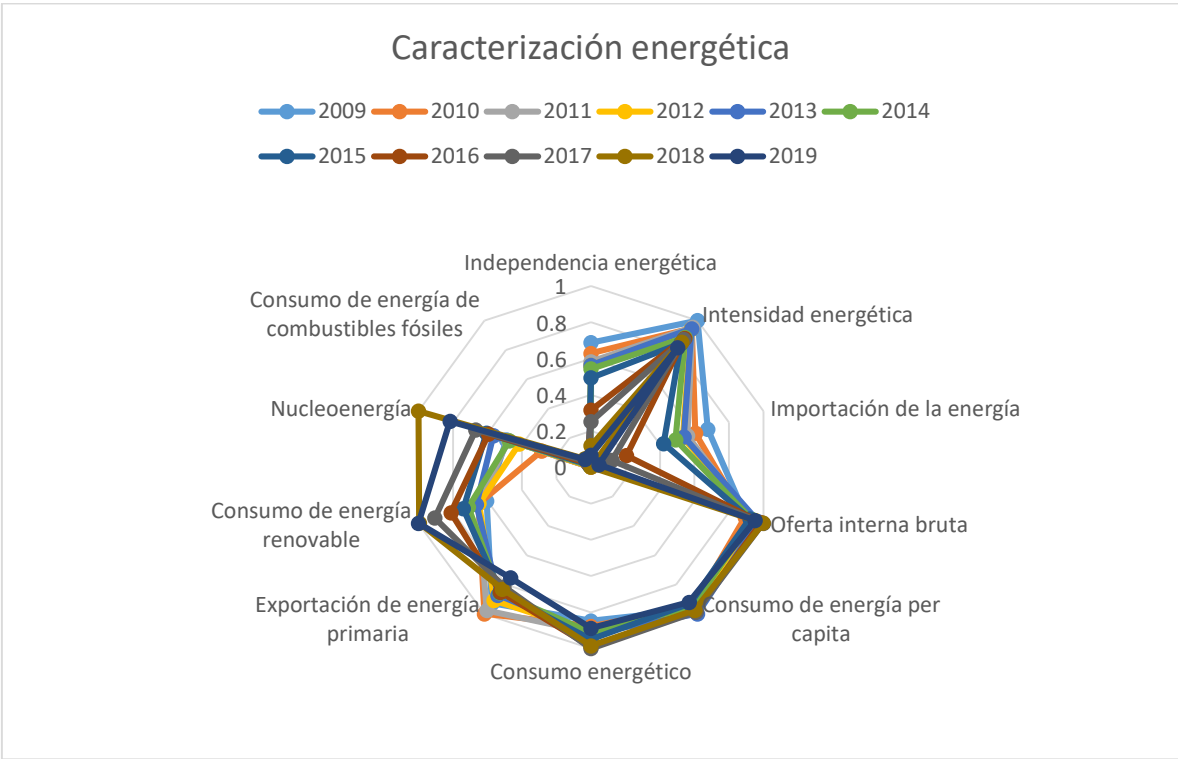 Caracterización energética
2009 2010 2011 2012 2013 2014
2015 2016 2017 2018 2019
Independencia energética
Intensidad energética
Importación de la energía
Oferta interna bruta
Consumo de energía per
capita
Consumo energético
Exportación de energía
primaria
Consumo de energía
renovable
Nucleoenergía
Consumo de energía de
combustibles fósiles
1
0.8
0.6
0.4
0.2
0